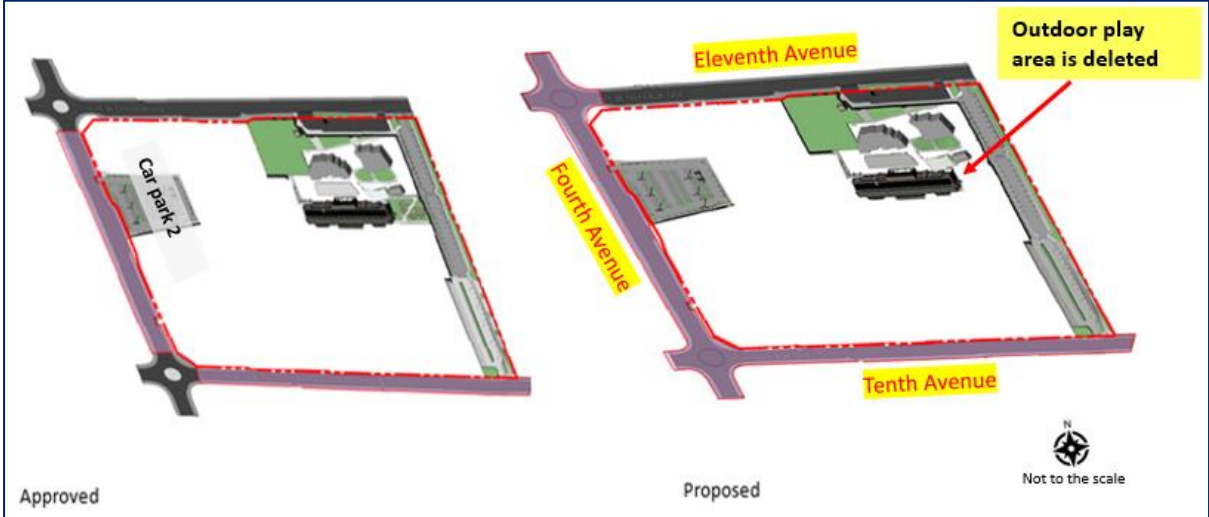 Outdoor play
area is deleted
Eleventh Avenue
Car park 2
Fourth Avenue
Tenth Avenue
N
Not to the scale
Approved
Proposed